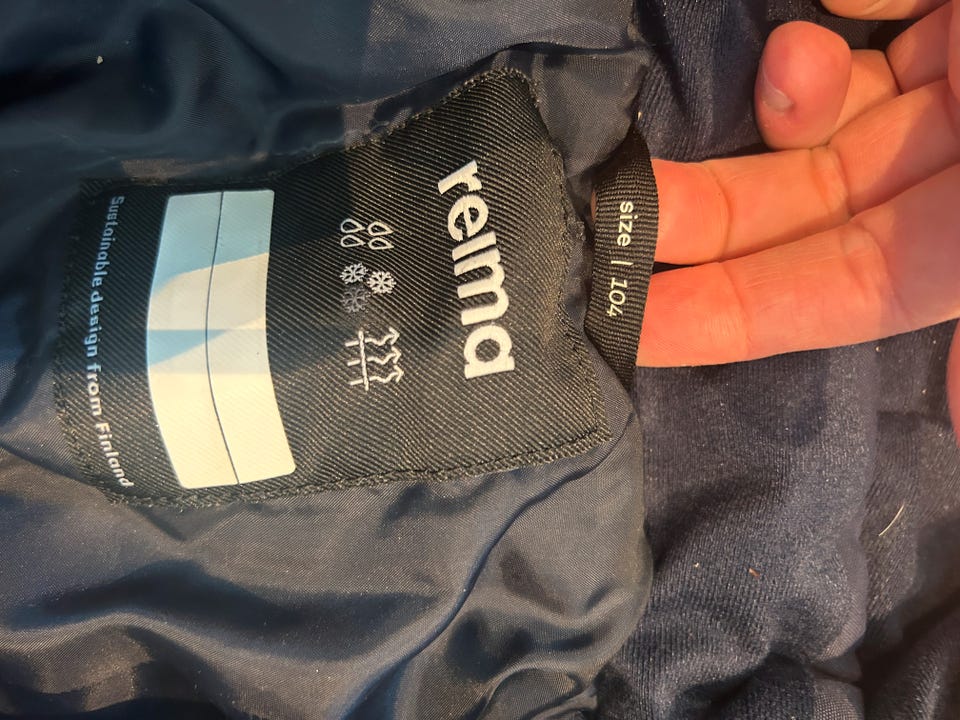 size | 104
reima
Sustainable design from Finland